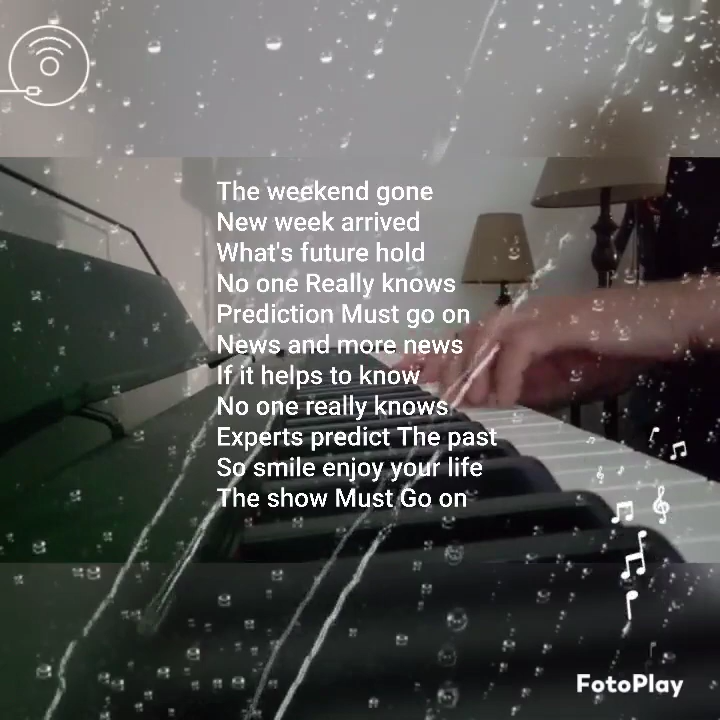 The weekend gone
New week arrived
What's future hold
No one Really knows
Prediction Must go on
News and more news
If it helps to know
No one really knows
Experts predict The past
So smile enjoy your life
The show Must Go on
FotoPlay